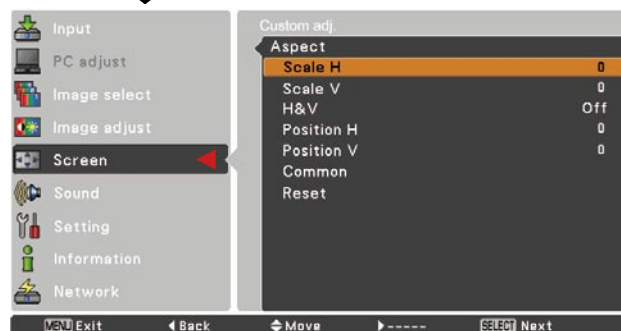 Input
PC adjust
Image select
Image adjust
Screen
Sound
Setting
Information
Network
Custom adj.
Aspect
Scale H 0
Scale V 0
H&V Off
Position H 0
Position V 0
Common
Reset
MENU Exit Back Move ----- SELECT Next